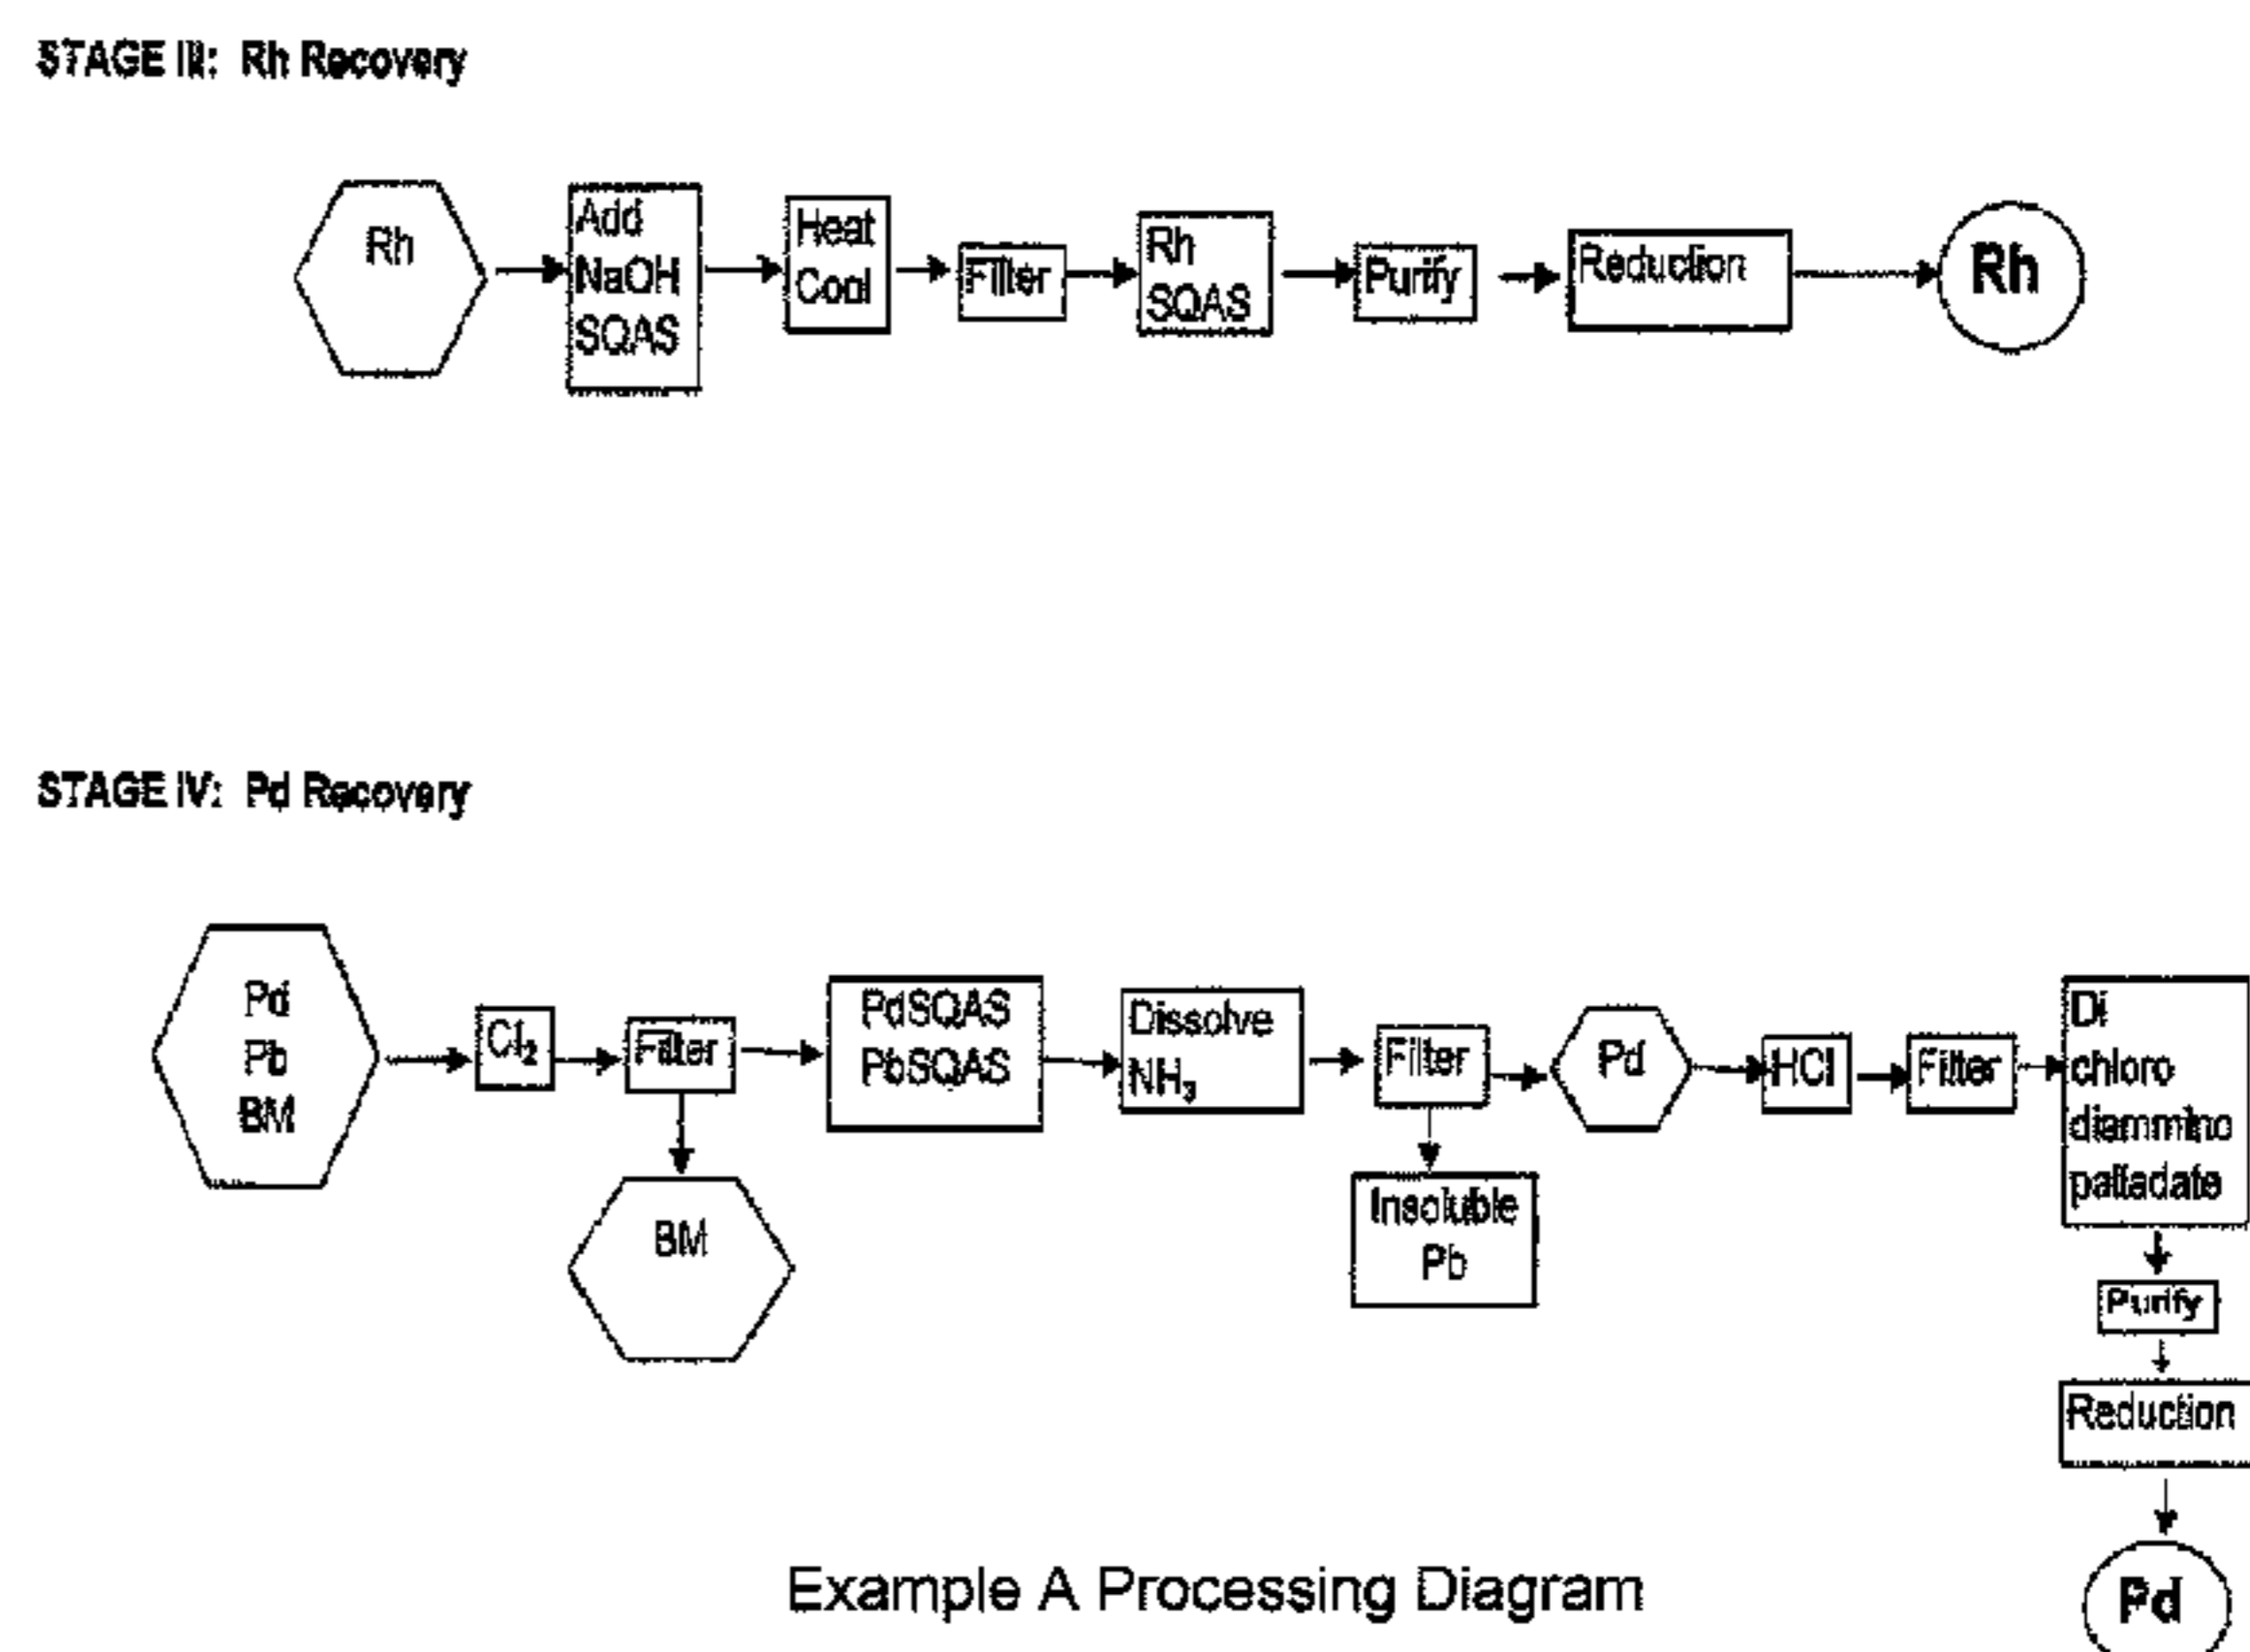 STAGE III: Rh Recovery
Rh
Add
NaOH
SQAS
Heat
Cool
Filter
Rh
SQAS
Purify
Reduction
Rh
STAGE IV: Pd Recovery
Pd
Pb
BM
Cl₂
Filter
BM
PdSQAS
PbSQAS
Dissolve
NH₃
Filter
Insoluble
Pb
Pd
HCl
Filter
Di
chloro
diammino
palladate
Purify
Reduction
Pd
Example A Processing Diagram